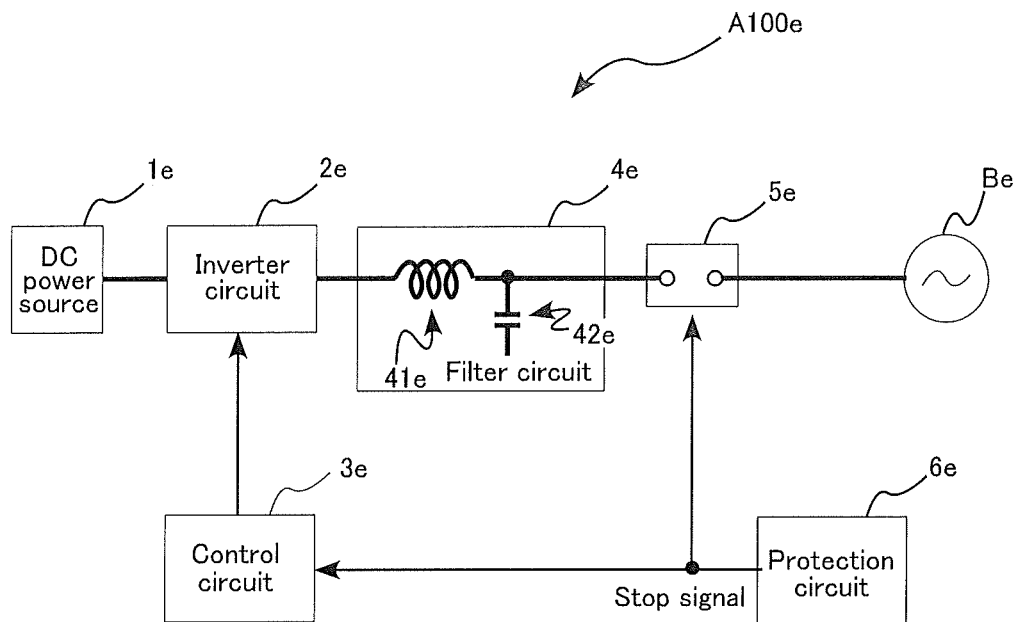 A100e
1e
2e
4e
5e
Be
DC
power
source
Inverter
circuit
41e
42e
Filter circuit
3e
6e
Control
circuit
Stop signal
Protection
circuit